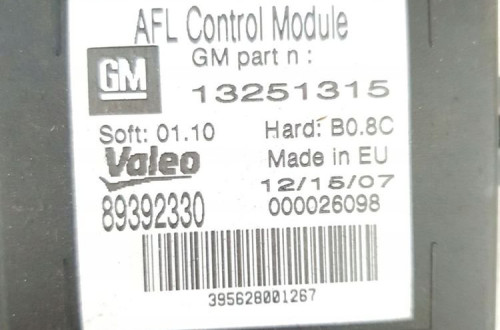 AFL Control Module
GM
GM part n :
13251315
Soft: 01.10 Hard: B0.8C
Valeo Made in EU
12/15/07
89392330 000026098
395628001267